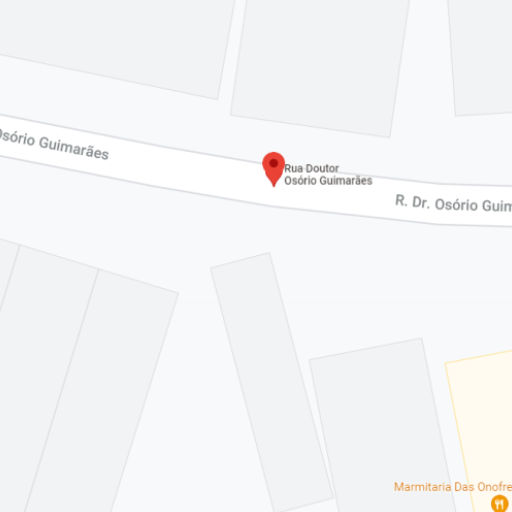 Osório Guimarães
Rua Doutor
Osório Guimarães
R. Dr. Osório Guim
Marmitaria Das Onofre